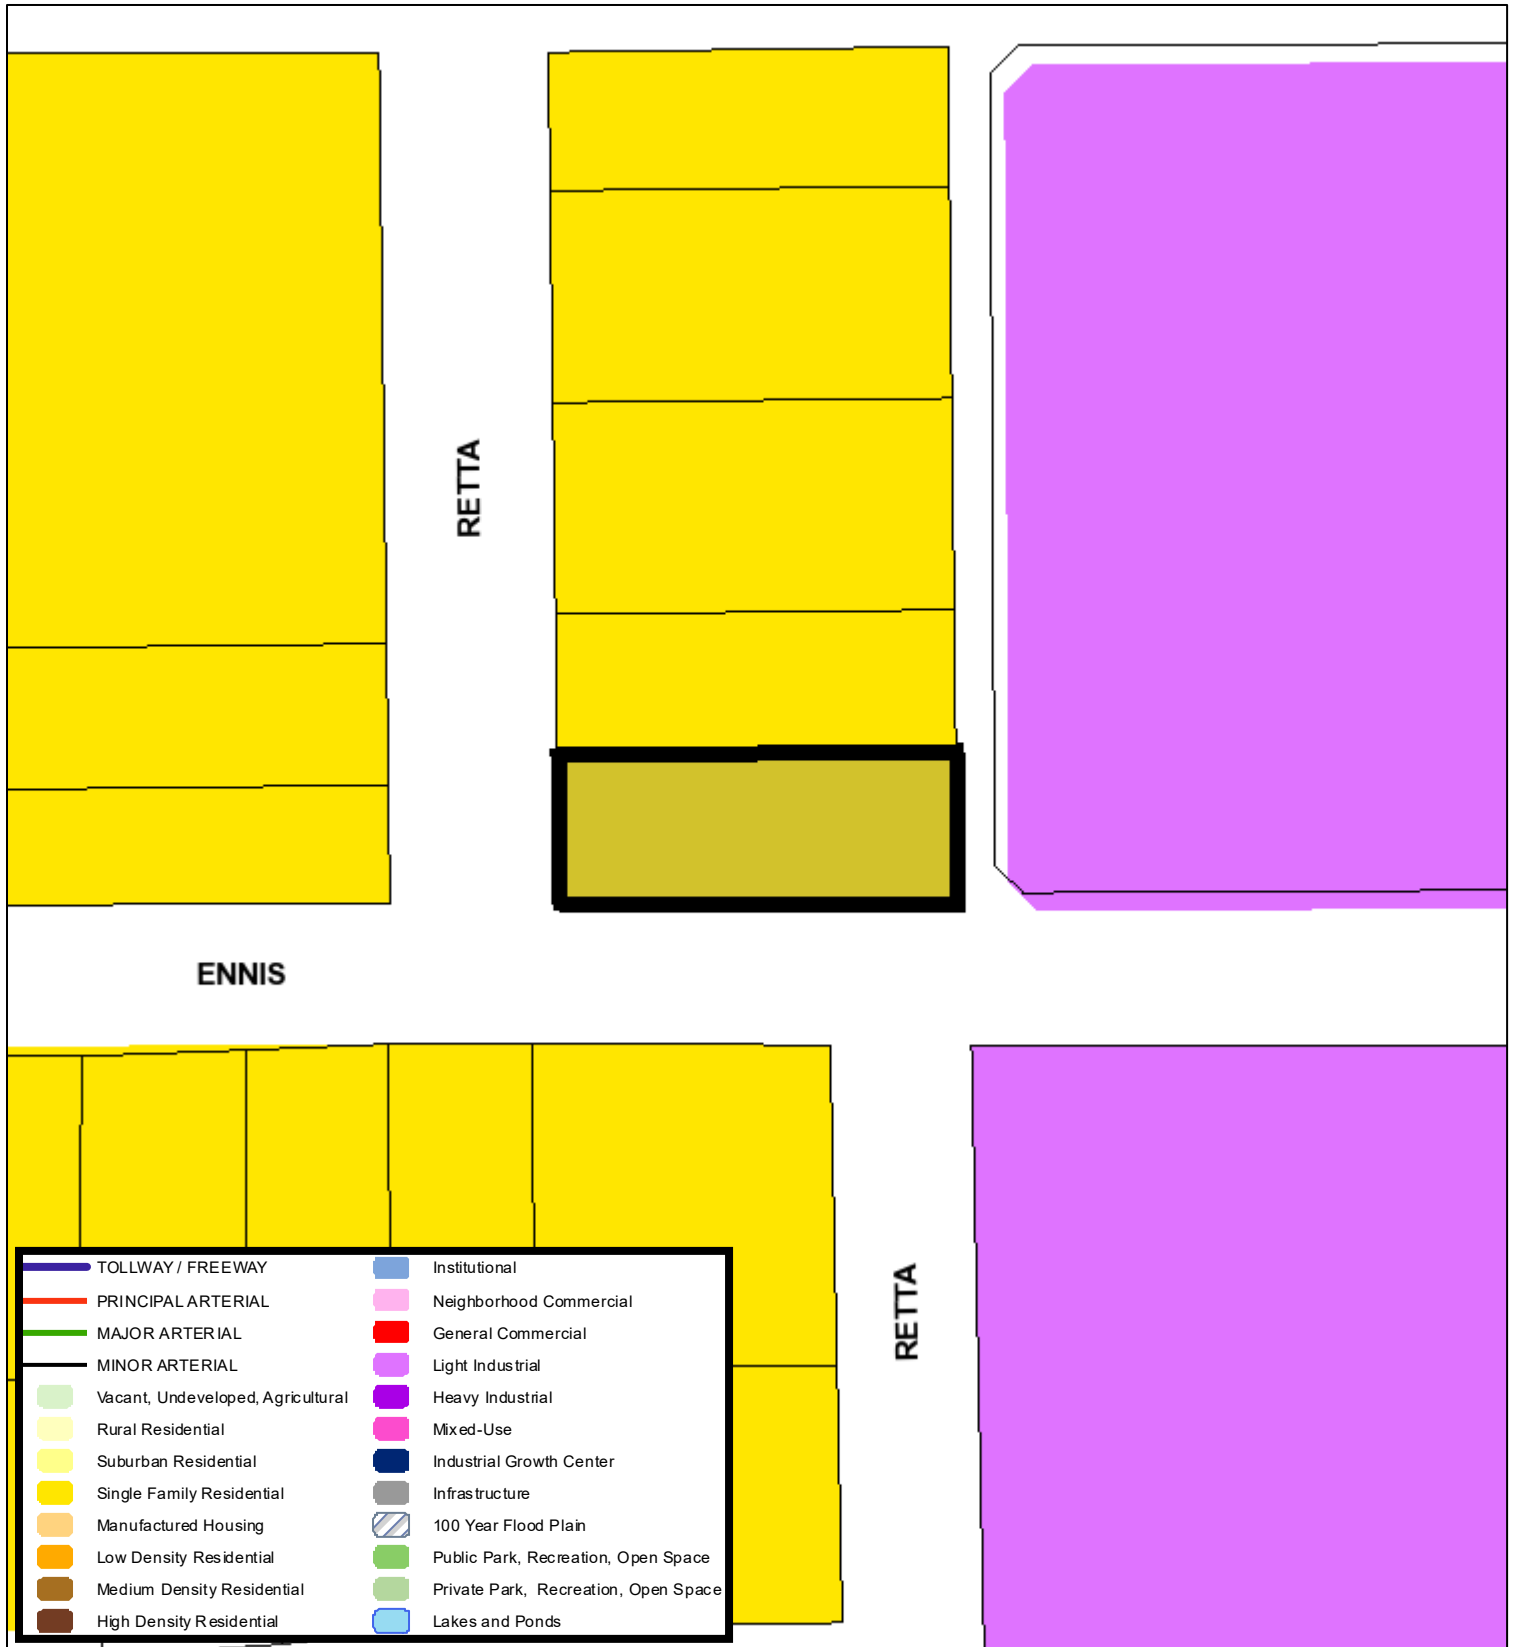 RETTA
ENNIS
RETTA
TOLLWAY / FREEWAY
PRINCIPAL ARTERIAL
MAJOR ARTERIAL
MINOR ARTERIAL
Vacant, Undeveloped, Agricultural
Rural Residential
Suburban Residential
Single Family Residential
Manufactured Housing
Low Density Residential
Medium Density Residential
High Density Residential
Institutional
Neighborhood Commercial
General Commercial
Light Industrial
Heavy Industrial
Mixed-Use
Industrial Growth Center
Infrastructure
100 Year Flood Plain
Public Park, Recreation, Open Space
Private Park, Recreation, Open Space
Lakes and Ponds